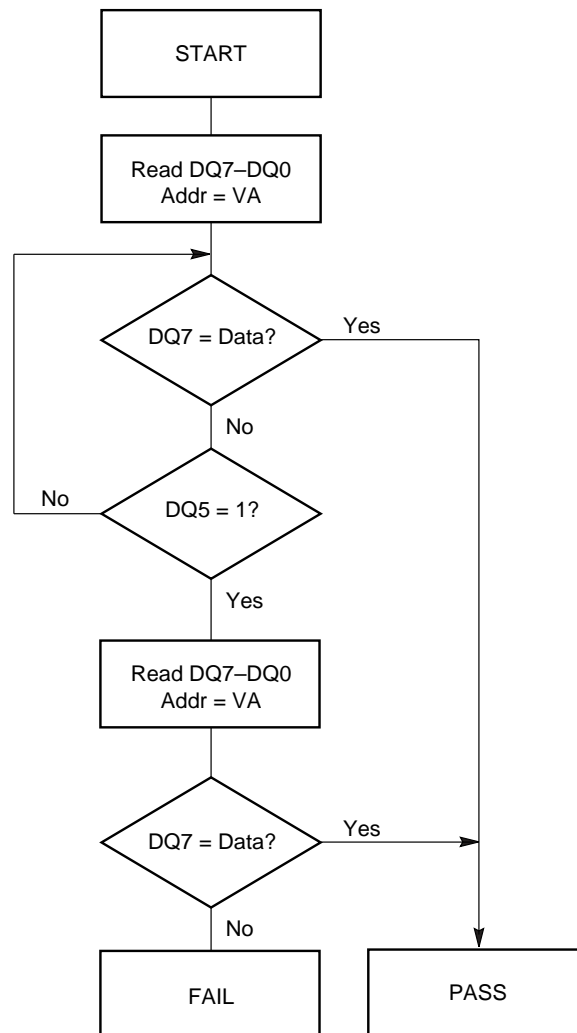 START
Read DQ7–DQ0
Addr = VA
DQ7 = Data?
Yes
No
No
DQ5 = 1?
Yes
Read DQ7–DQ0
Addr = VA
DQ7 = Data?
Yes
No
FAIL
PASS